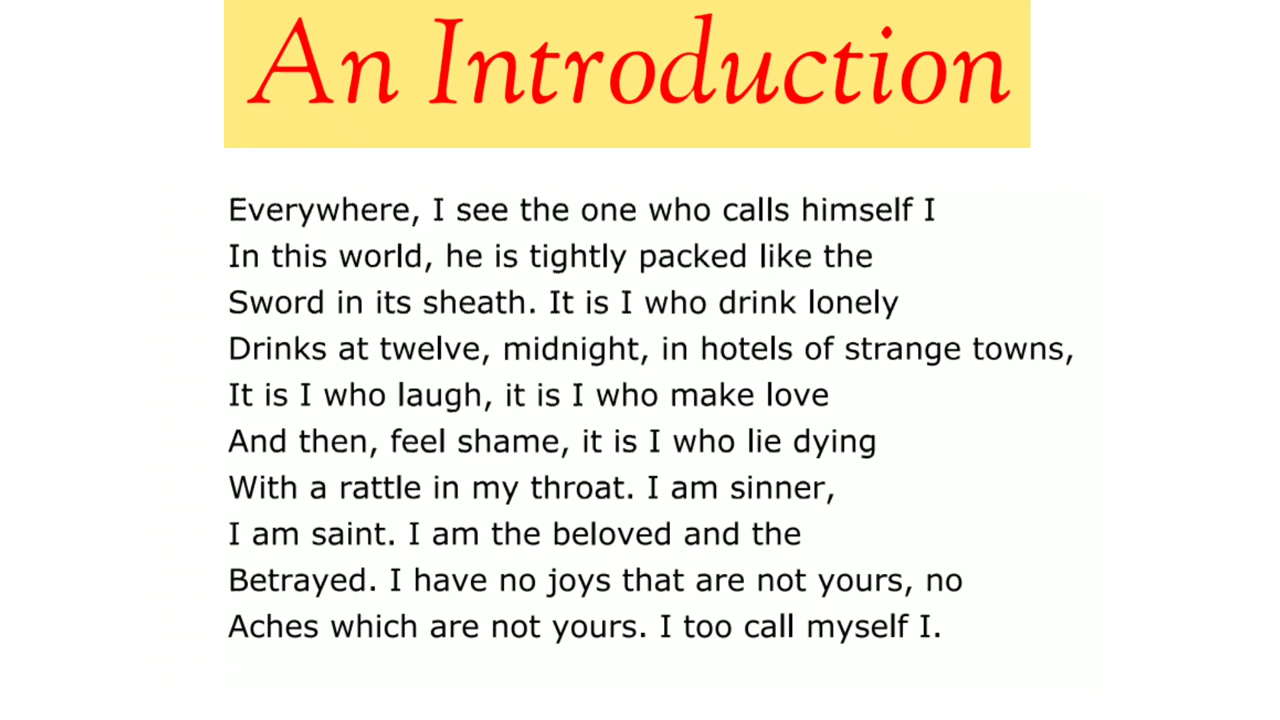 An Introduction
Everywhere, I see the one who calls himself I
In this world, he is tightly packed like the
Sword in its sheath. It is I who drink lonely
Drinks at twelve, midnight, in hotels of strange towns,
It is I who laugh, it is I who make love
And then, feel shame, it is I who lie dying
With a rattle in my throat. I am sinner,
I am saint. I am the beloved and the
Betrayed. I have no joys that are not yours, no
Aches which are not yours. I too call myself I.